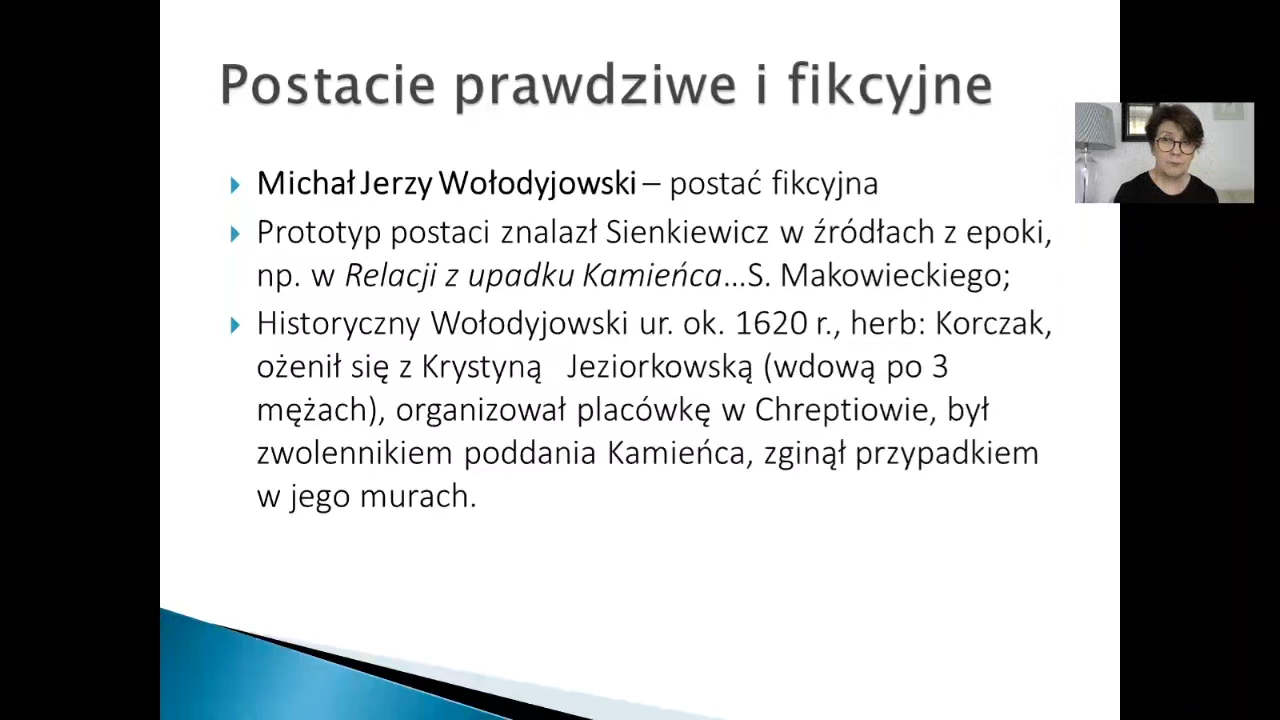 Postacie prawdziwe i fikcyjne
Michał Jerzy Wołodyjowski – postać fikcyjna
Prototyp postaci znalazł Sienkiewicz w źródłach z epoki,
np. w Relacji z upadku Kamieńca…S. Makowieckiego;
Historyczny Wołodyjowski ur. ok. 1620 r., herb: Korczak,
ożenił się z Krystyną Jeziorkowską (wdową po 3
mężach), organizował placówkę w Chreptiowie, był
zwolennikiem poddania Kamieńca, zginął przypadkiem
w jego murach.